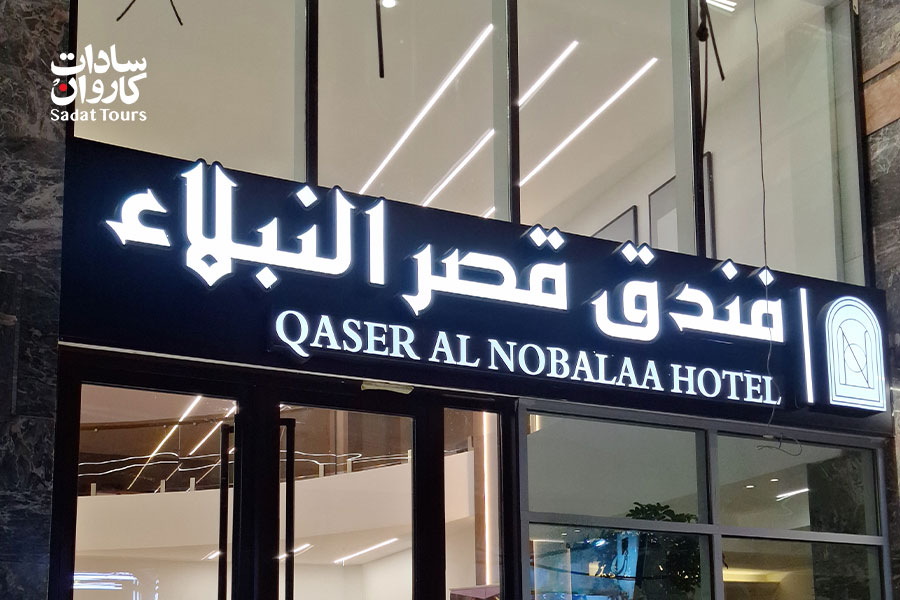 سادات
کاروان
Sadat Tours
فندق قصر النبلاء
QASER AL NOBALAA HOTEL